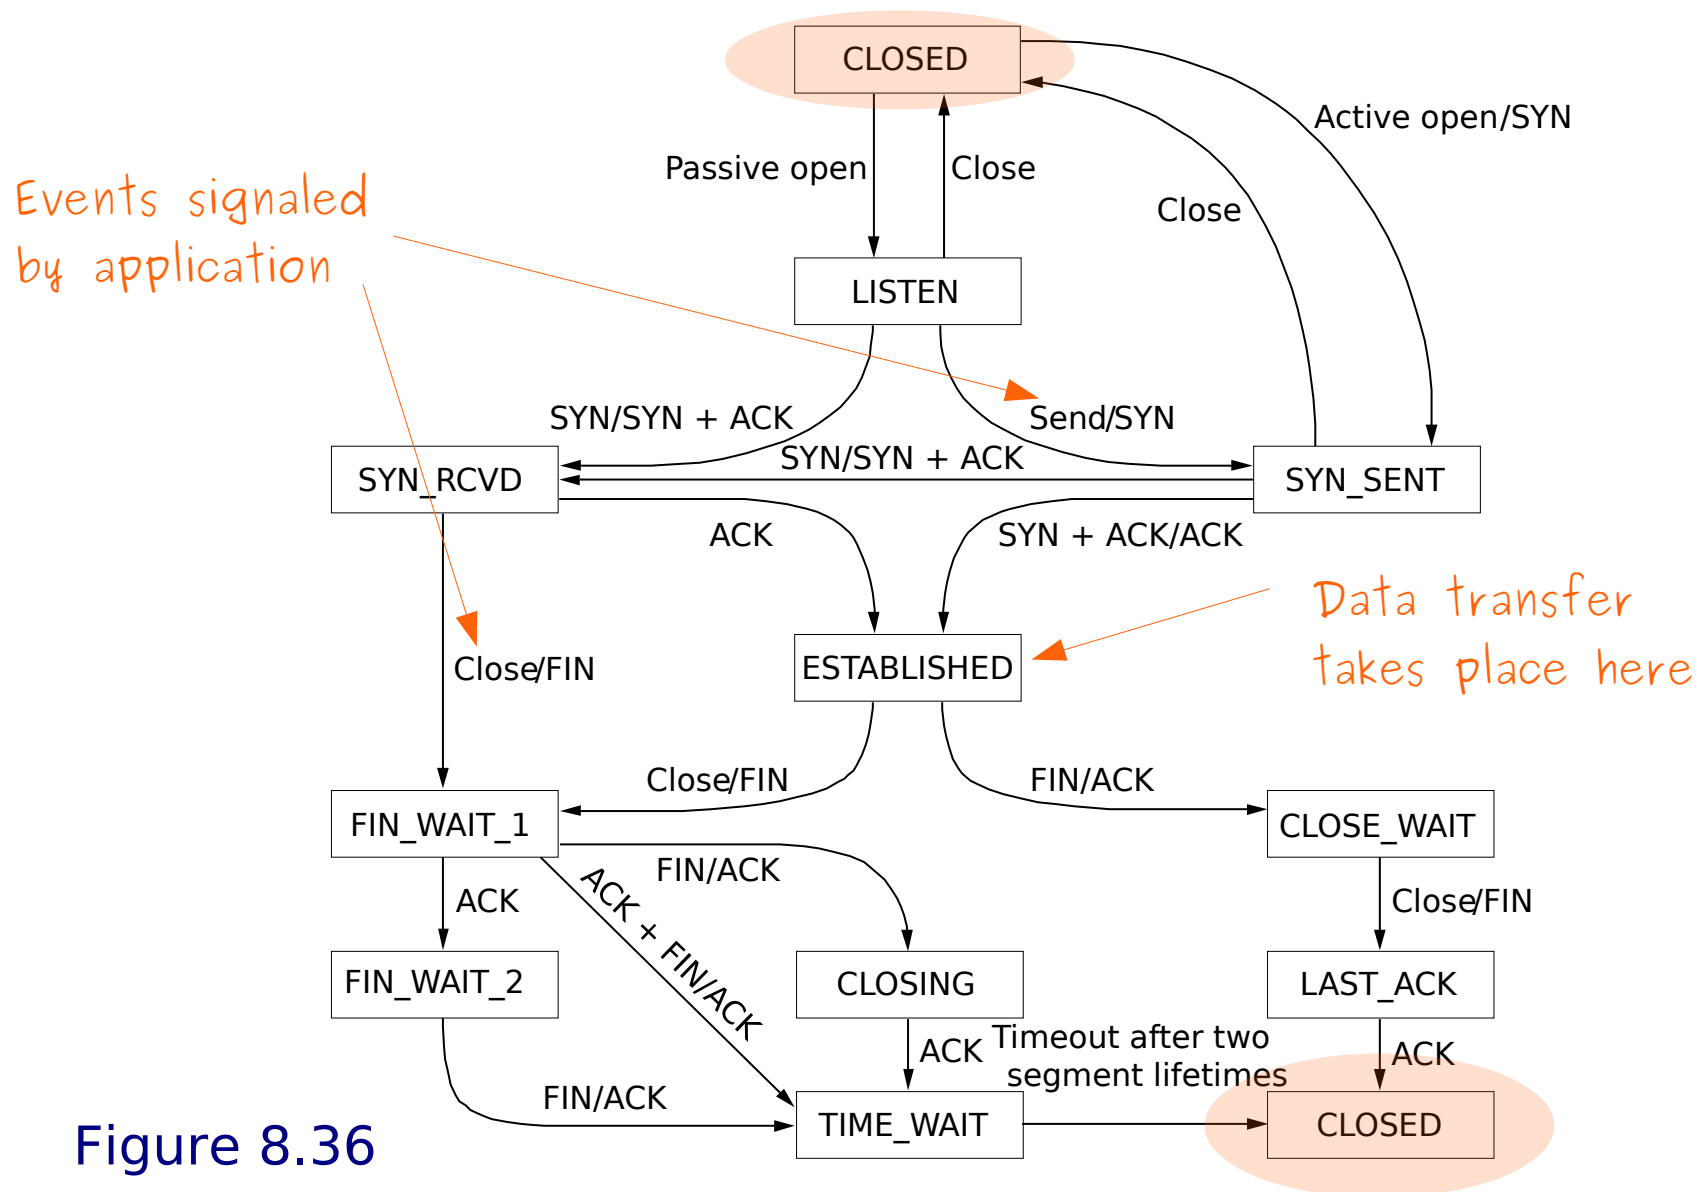 CLOSED
Active open/SYN
Passive open
Close
Close
Events signaled
by application
LISTEN
SYN/SYN + ACK
Send/SYN
SYN/SYN + ACK
SYN_RCVD
SYN_SENT
ACK
SYN + ACK/ACK
Data transfer
takes place here
Close/FIN
ESTABLISHED
Close/FIN
FIN/ACK
FIN_WAIT_1
CLOSE_WAIT
FIN/ACK
ACK
ACK + FIN/ACK
Close/FIN
FIN_WAIT_2
CLOSING
LAST_ACK
ACK
Timeout after two
segment lifetimes
ACK
FIN/ACK
TIME_WAIT
CLOSED
Figure 8.36